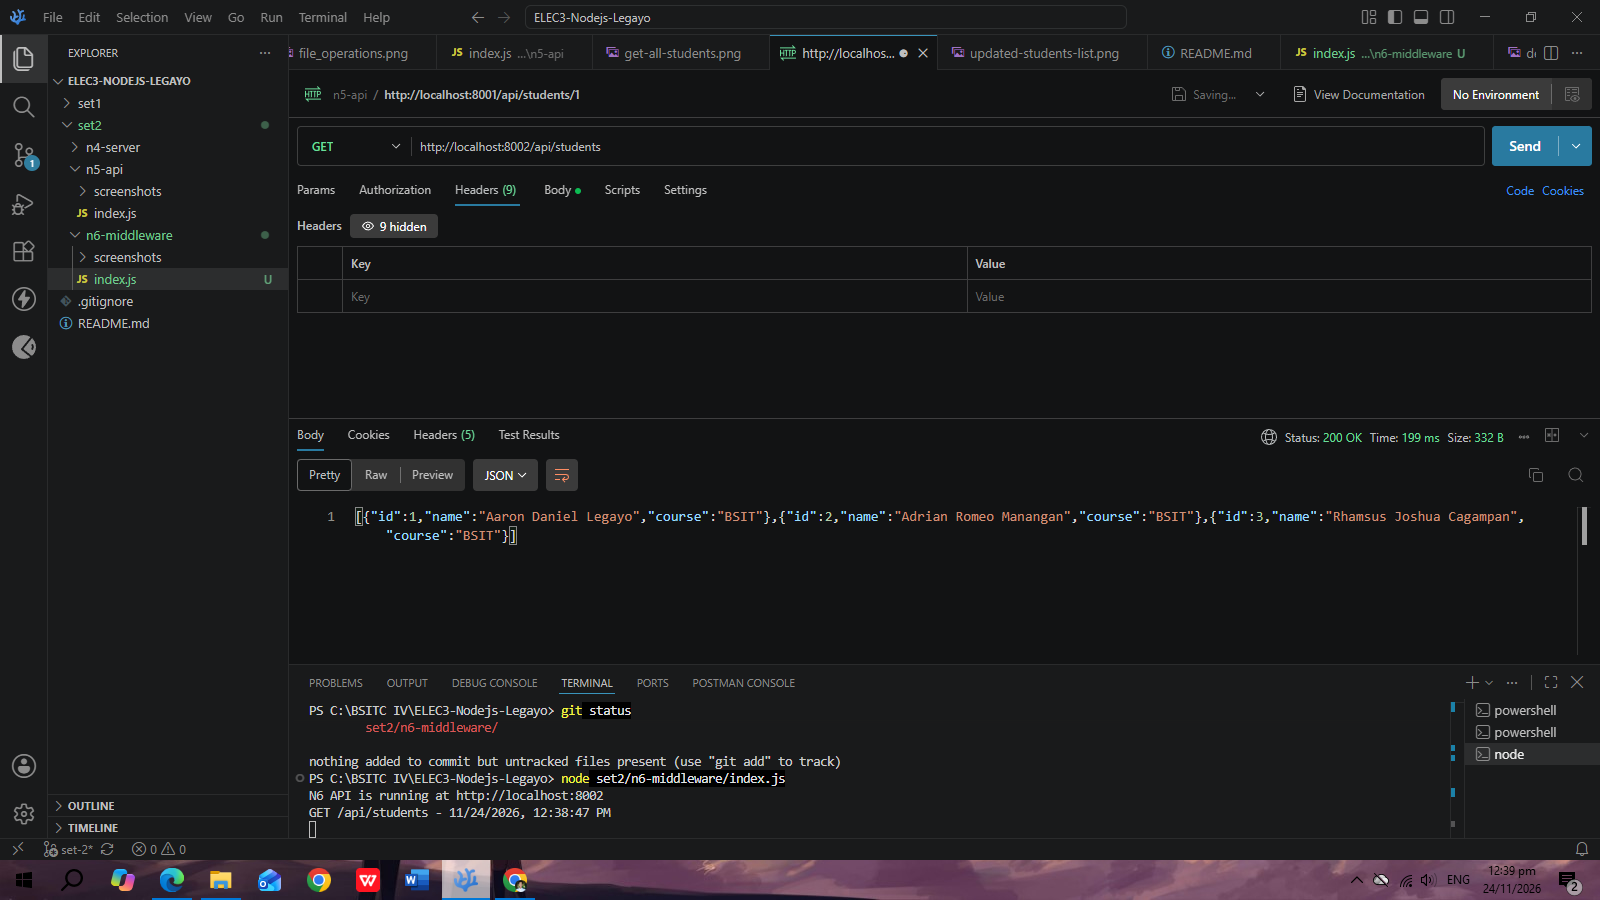 File Edit Selection View Go Run Terminal Help
ELEC3-Nodejs-Legayo
EXPLORER
ELEC3-NODEJS-LEGAYO
set1
set2
n4-server
n5-api
screenshots
JS index.js
n6-middleware
screenshots
JS index.js U
.gitignore
README.md
OUTLINE
TIMELINE
file_operations.png
JS index.js ...\n5-api
get-all-students.png
HTTP http://localhos...
updated-students-list.png
README.md
JS index.js ...\n6-middleware U
HTTP n5-api / http://localhost:8001/api/students/1
Saving...
View Documentation
No Environment
GET http://localhost:8002/api/students
Send
Params Authorization Headers (9) Body Scripts Settings
Code Cookies
Headers 9 hidden
Key Value
Key Value
Body Cookies Headers (5) Test Results
Status: 200 OK Time: 199 ms Size: 332 B
Pretty Raw Preview JSON
1 [{"id":1,"name":"Aaron Daniel Legayo","course":"BSIT"},{"id":2,"name":"Adrian Romeo Manangan","course":"BSIT"},{"id":3,"name":"Rhamsus Joshua Cagampan",
"course":"BSIT"}]
PROBLEMS OUTPUT DEBUG CONSOLE TERMINAL PORTS POSTMAN CONSOLE
PS C:\BSITC IV\ELEC3-Nodejs-Legayo> git status
set2/n6-middleware/
nothing added to commit but untracked files present (use "git add" to track)
PS C:\BSITC IV\ELEC3-Nodejs-Legayo> node set2/n6-middleware/index.js
N6 API is running at http://localhost:8002
GET /api/students - 11/24/2026, 12:38:47 PM
powershell
powershell
node
1
set-2* 0 0
W
W
ENG
12:39 pm
24/11/2026
2